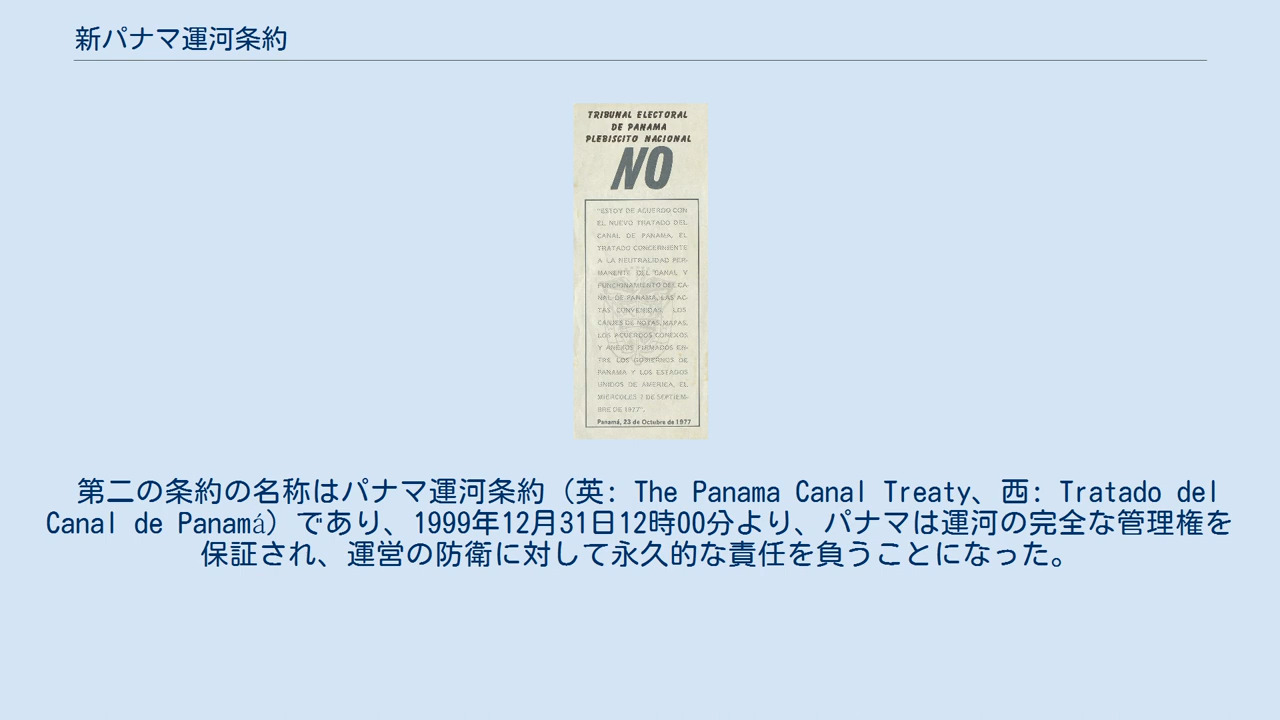 新パナマ運河条約
TRIBUNAL ELECTORAL
DE PANAMA
PLEBISCITO NACIONAL
NO
"ESTOY DE ACUERDO CON
EL NUEVO TRATADO DEL
CANAL DE PANAMA, EL
TRATADO CONCERNIENTE
A LA NEUTRALIDAD PER-
MANENTE DEL CANAL Y
FUNCIONAMIENTO DEL CA-
NAL DE PANAMA, LAS AC-
TAS CONVENIDAS, LOS
CANJES DE NOTAS, MAPAS,
LOS ACUERDOS CONEXOS
Y ANEXOS FIRMADOS EN-
TRE LOS GOBIERNOS DE
PANAMA Y LOS ESTADOS
UNIDOS DE AMERICA, EL
MIERCOLES 7 DE SEPTIEM-
BRE DE 1977".
Panamá, 23 de Octubre de 1977
第二の条約の名称はパナマ運河条約（英: The Panama Canal Treaty、西: Tratado del
Canal de Panamá）であり、1999年12月31日12時00分より、パナマは運河の完全な管理権を
保証され、運営の防衛に対して永久的な責任を負うことになった。